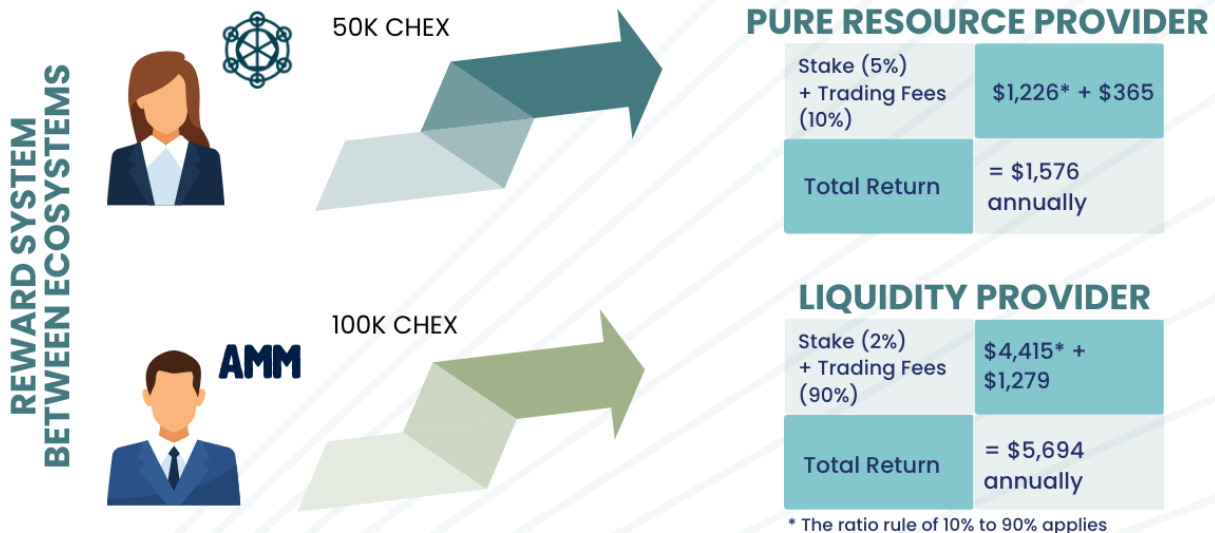 REWARD SYSTEM
BETWEEN ECOSYSTEMS
50K CHEX
PURE RESOURCE PROVIDER
Stake (5%)
+ Trading Fees
(10%)
$1,226* + $365
Total Return
= $1,576
annually
100K CHEX
AMM
LIQUIDITY PROVIDER
Stake (2%)
+ Trading Fees
(90%)
$4,415* +
$1,279
Total Return
= $5,694
annually
* The ratio rule of 10% to 90% applies